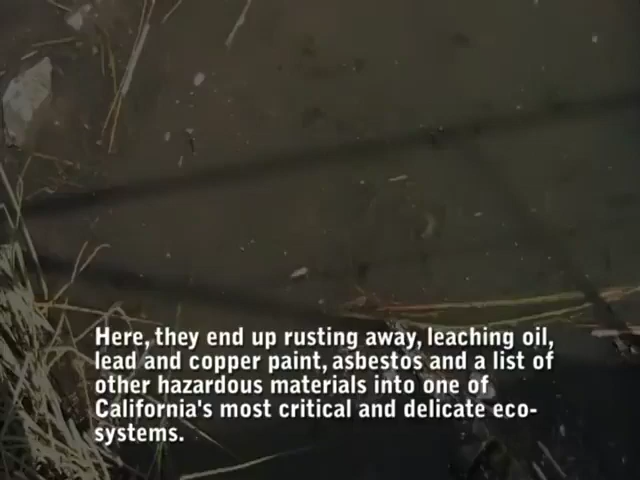 Here, they end up rusting away, leaching oil,
lead and copper paint, asbestos and a list of
other hazardous materials into one of
California's most critical and delicate eco-
systems.